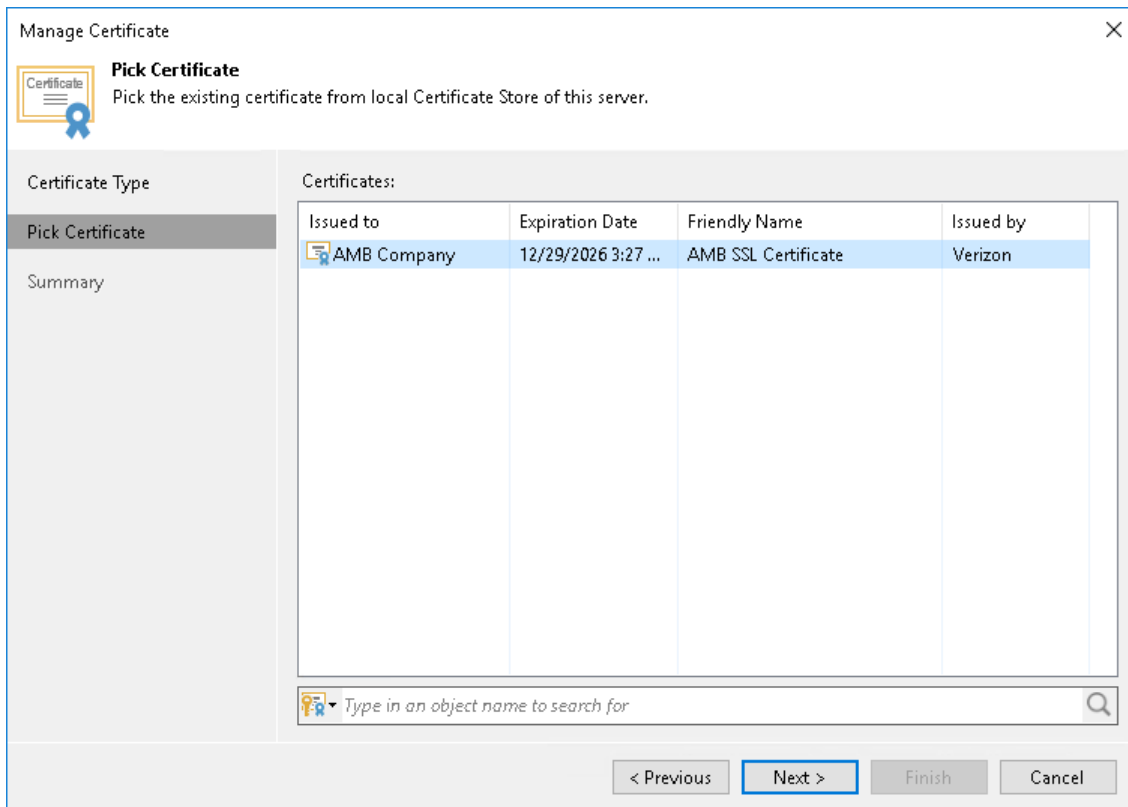 Manage Certificate
Certificate
Pick Certificate
Pick the existing certificate from local Certificate Store of this server.
Certificate Type
Pick Certificate
Summary
Certificates:
Issued to Expiration Date Friendly Name Issued by
AMB Company 12/29/2026 3:27 ... AMB SSL Certificate Verizon
Type in an object name to search for
< Previous Next > Finish Cancel